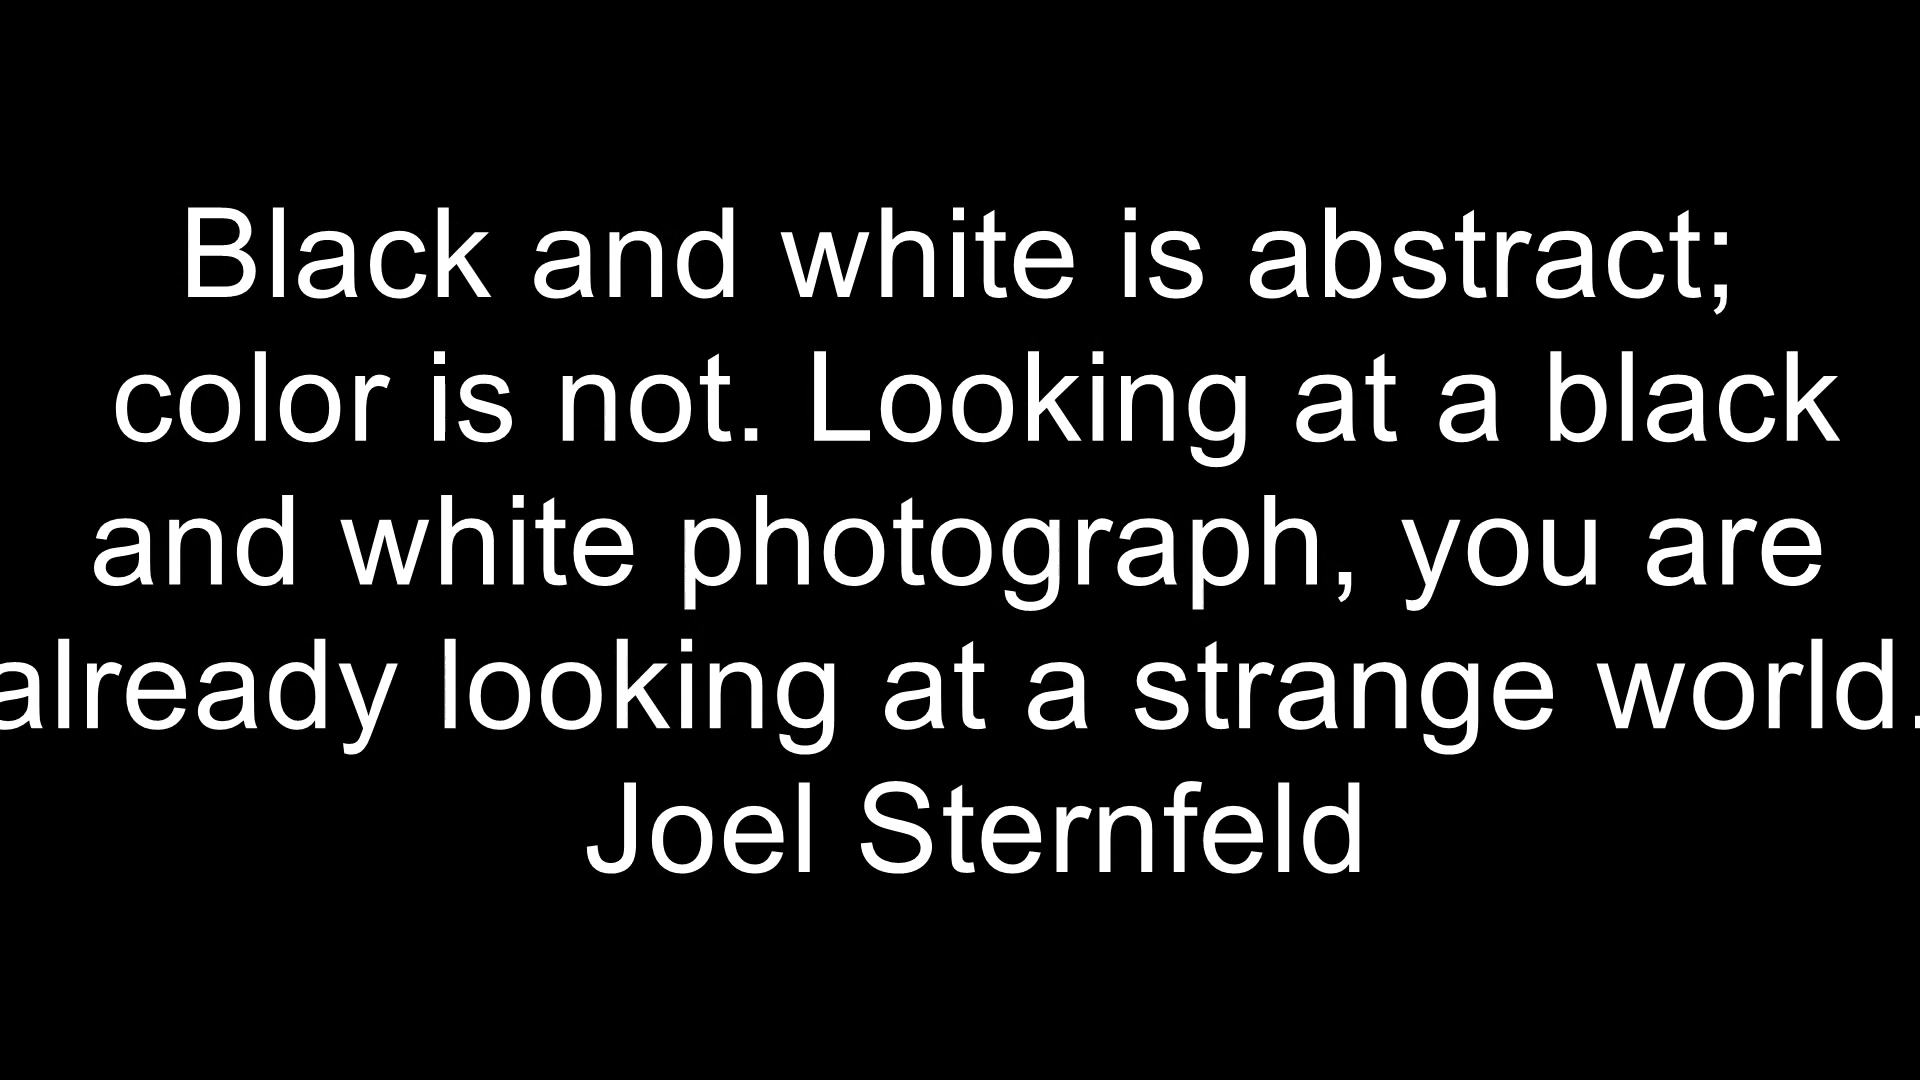 Black and white is abstract;
color is not. Looking at a black
and white photograph, you are
already looking at a strange world.
Joel Sternfeld